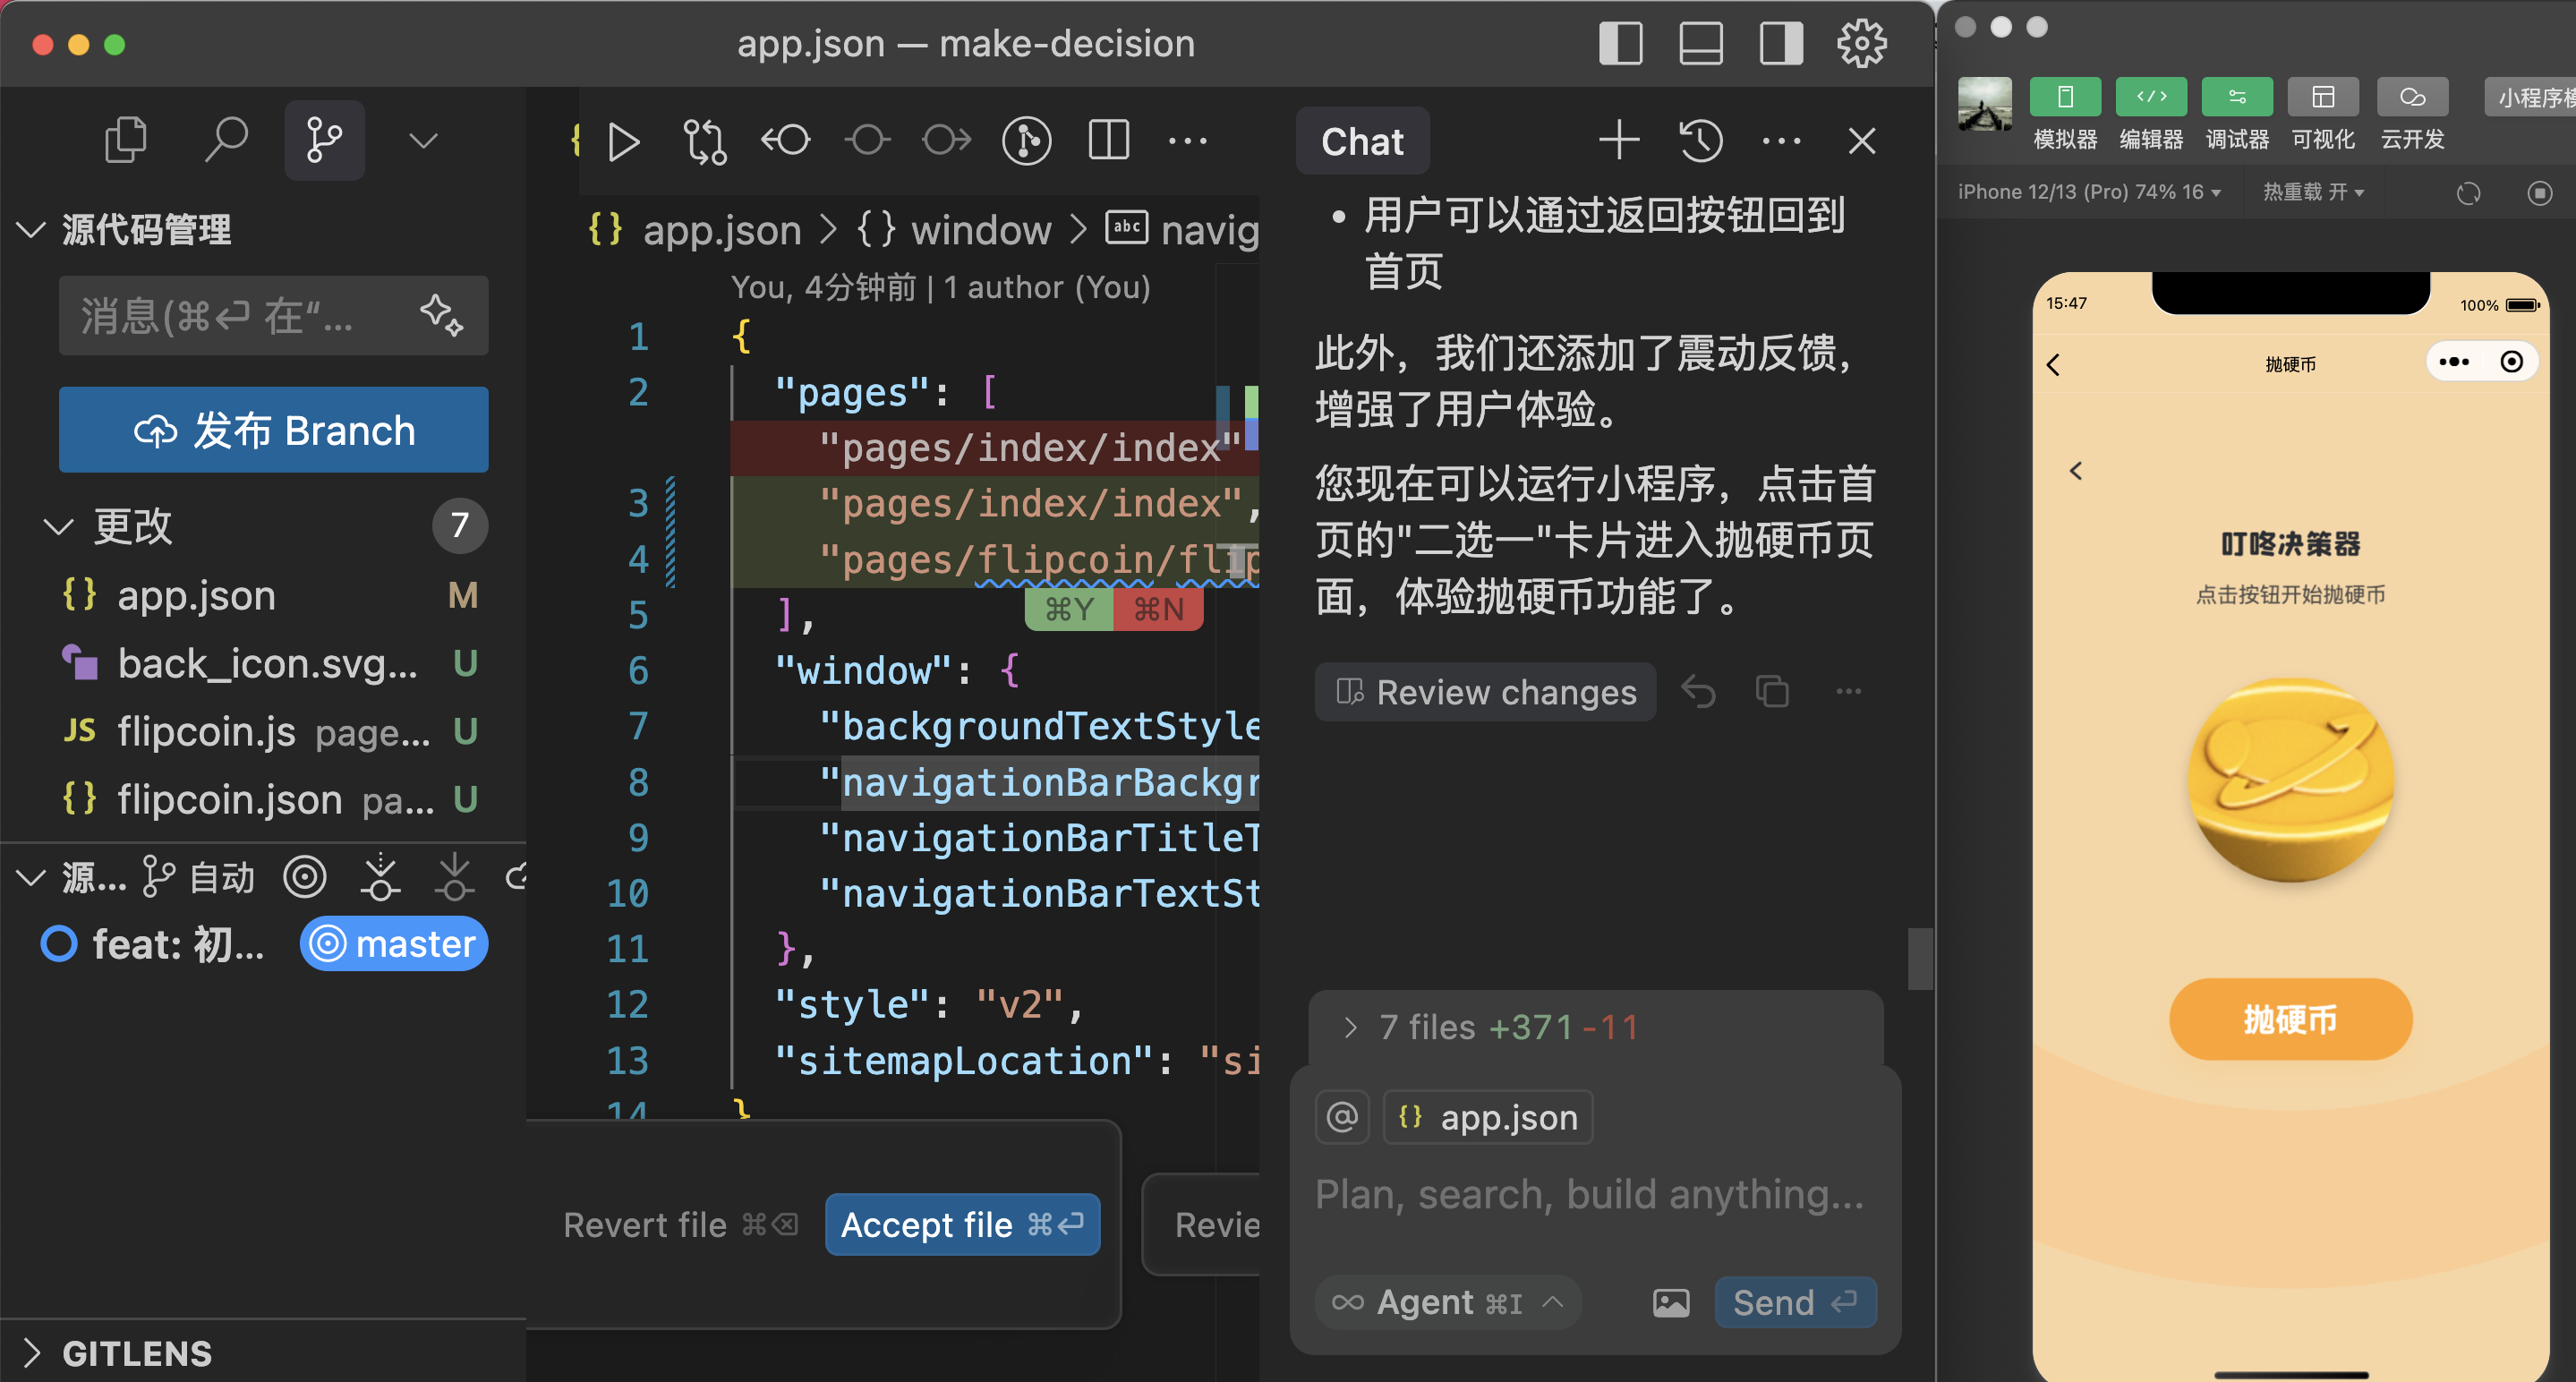 app.json — make-decision
源代码管理
消息(⌘⏎ 在“...
发布 Branch
更改
7
{} app.json M
back_icon.svg... U
JS flipcoin.js page... U
{} flipcoin.json pa... U
源... 自动
feat: 初... master
GITLENS
{} app.json > {} window > abc navig
You, 4分钟前 | 1 author (You)
1 {
2 "pages": [
"pages/index/index"
3 "pages/index/index",
4 "pages/flipcoin/flip
5 ],
⌘Y ⌘N
6 "window": {
7 "backgroundTextStyle
8 "navigationBarBackgr
9 "navigationBarTitleT
10 "navigationBarTextSt
11 },
12 "style": "v2",
13 "sitemapLocation": "si
14 }
Revert file ⌘⌫ Accept file ⌘⏎
Revie
Chat
• 用户可以通过返回按钮回到
首页
此外，我们还添加了震动反馈，
增强了用户体验。
您现在可以运行小程序，点击首
页的"二选一"卡片进入抛硬币页
面，体验抛硬币功能了。
Review changes
7 files +371 -11
@ {} app.json
Plan, search, build anything...
∞ Agent ⌘I
Send ⏎
模拟器 编辑器 调试器 可视化 云开发
小程序模
iPhone 12/13 (Pro) 74% 16
热重载 开
15:47
100%
抛硬币
叮咚决策器
点击按钮开始抛硬币
抛硬币